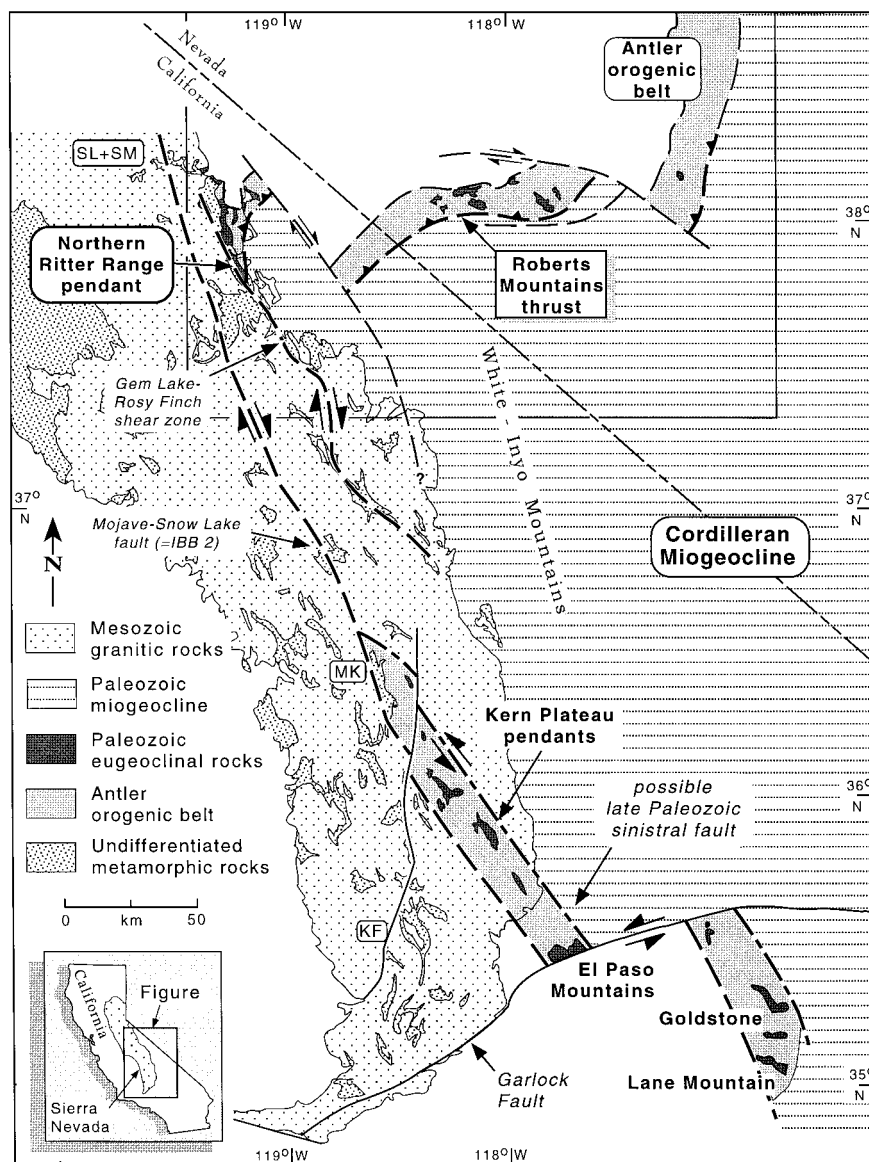 119° W
118° W
Nevada
California
Antler
orogenic
belt
SL+SM
38°
N
Northern
Ritter Range
pendant
Roberts
Mountains
thrust
Gem Lake-
Rosy Finch
shear zone
White - Inyo Mountains
?
37°
N
37°
N
Mojave-Snow Lake
fault (=IBB 2)
Cordilleran
Miogeocline
N
Mesozoic
granitic rocks
Paleozoic
miogeocline
Paleozoic
eugeoclinal rocks
Antler
orogenic belt
Undifferentiated
metamorphic rocks
MK
Kern Plateau
pendants
36°
N
possible
late Paleozoic
sinistral fault
0 km 50
KF
El Paso
Mountains
Goldstone
Lane Mountain
35°
N
Garlock
Fault
California
Figure
Sierra
Nevada
119° W
118° W